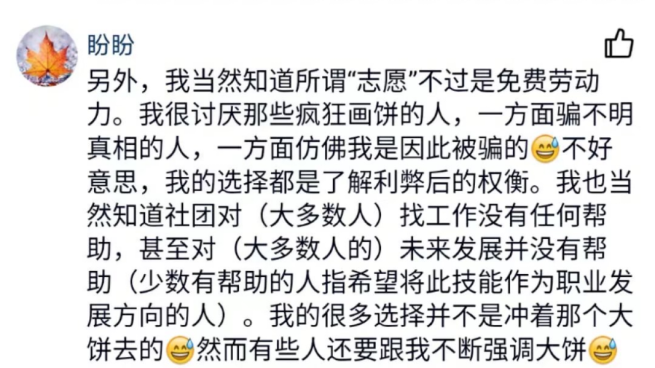 盼盼
另外，我当然知道所谓“志愿”不过是免费劳动
力。我很讨厌那些疯狂画饼的人，一方面骗不明
真相的人，一方面仿佛我是因此被骗的😅不好
意思，我的选择都是了解利弊后的权衡。我也当
然知道社团对（大多数人）找工作没有任何帮
助，甚至对（大多数人的）未来发展并没有帮
助（少数有帮助的人指希望将此技能作为职业发
展方向的人）。我的很多选择并不是冲着那个大
饼去的😅然而有些人还要跟我不断强调大饼😅